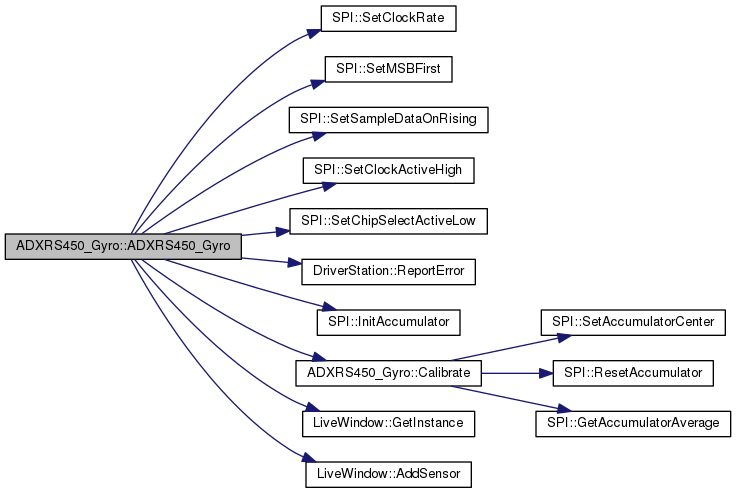 SPI::SetClockRate
SPI::SetMSBFirst
SPI::SetSampleDataOnRising
SPI::SetClockActiveHigh
SPI::SetChipSelectActiveLow
ADXRS450_Gyro::ADXRS450_Gyro
DriverStation::ReportError
SPI::InitAccumulator
SPI::SetAccumulatorCenter
ADXRS450_Gyro::Calibrate
SPI::ResetAccumulator
LiveWindow::GetInstance
SPI::GetAccumulatorAverage
LiveWindow::AddSensor